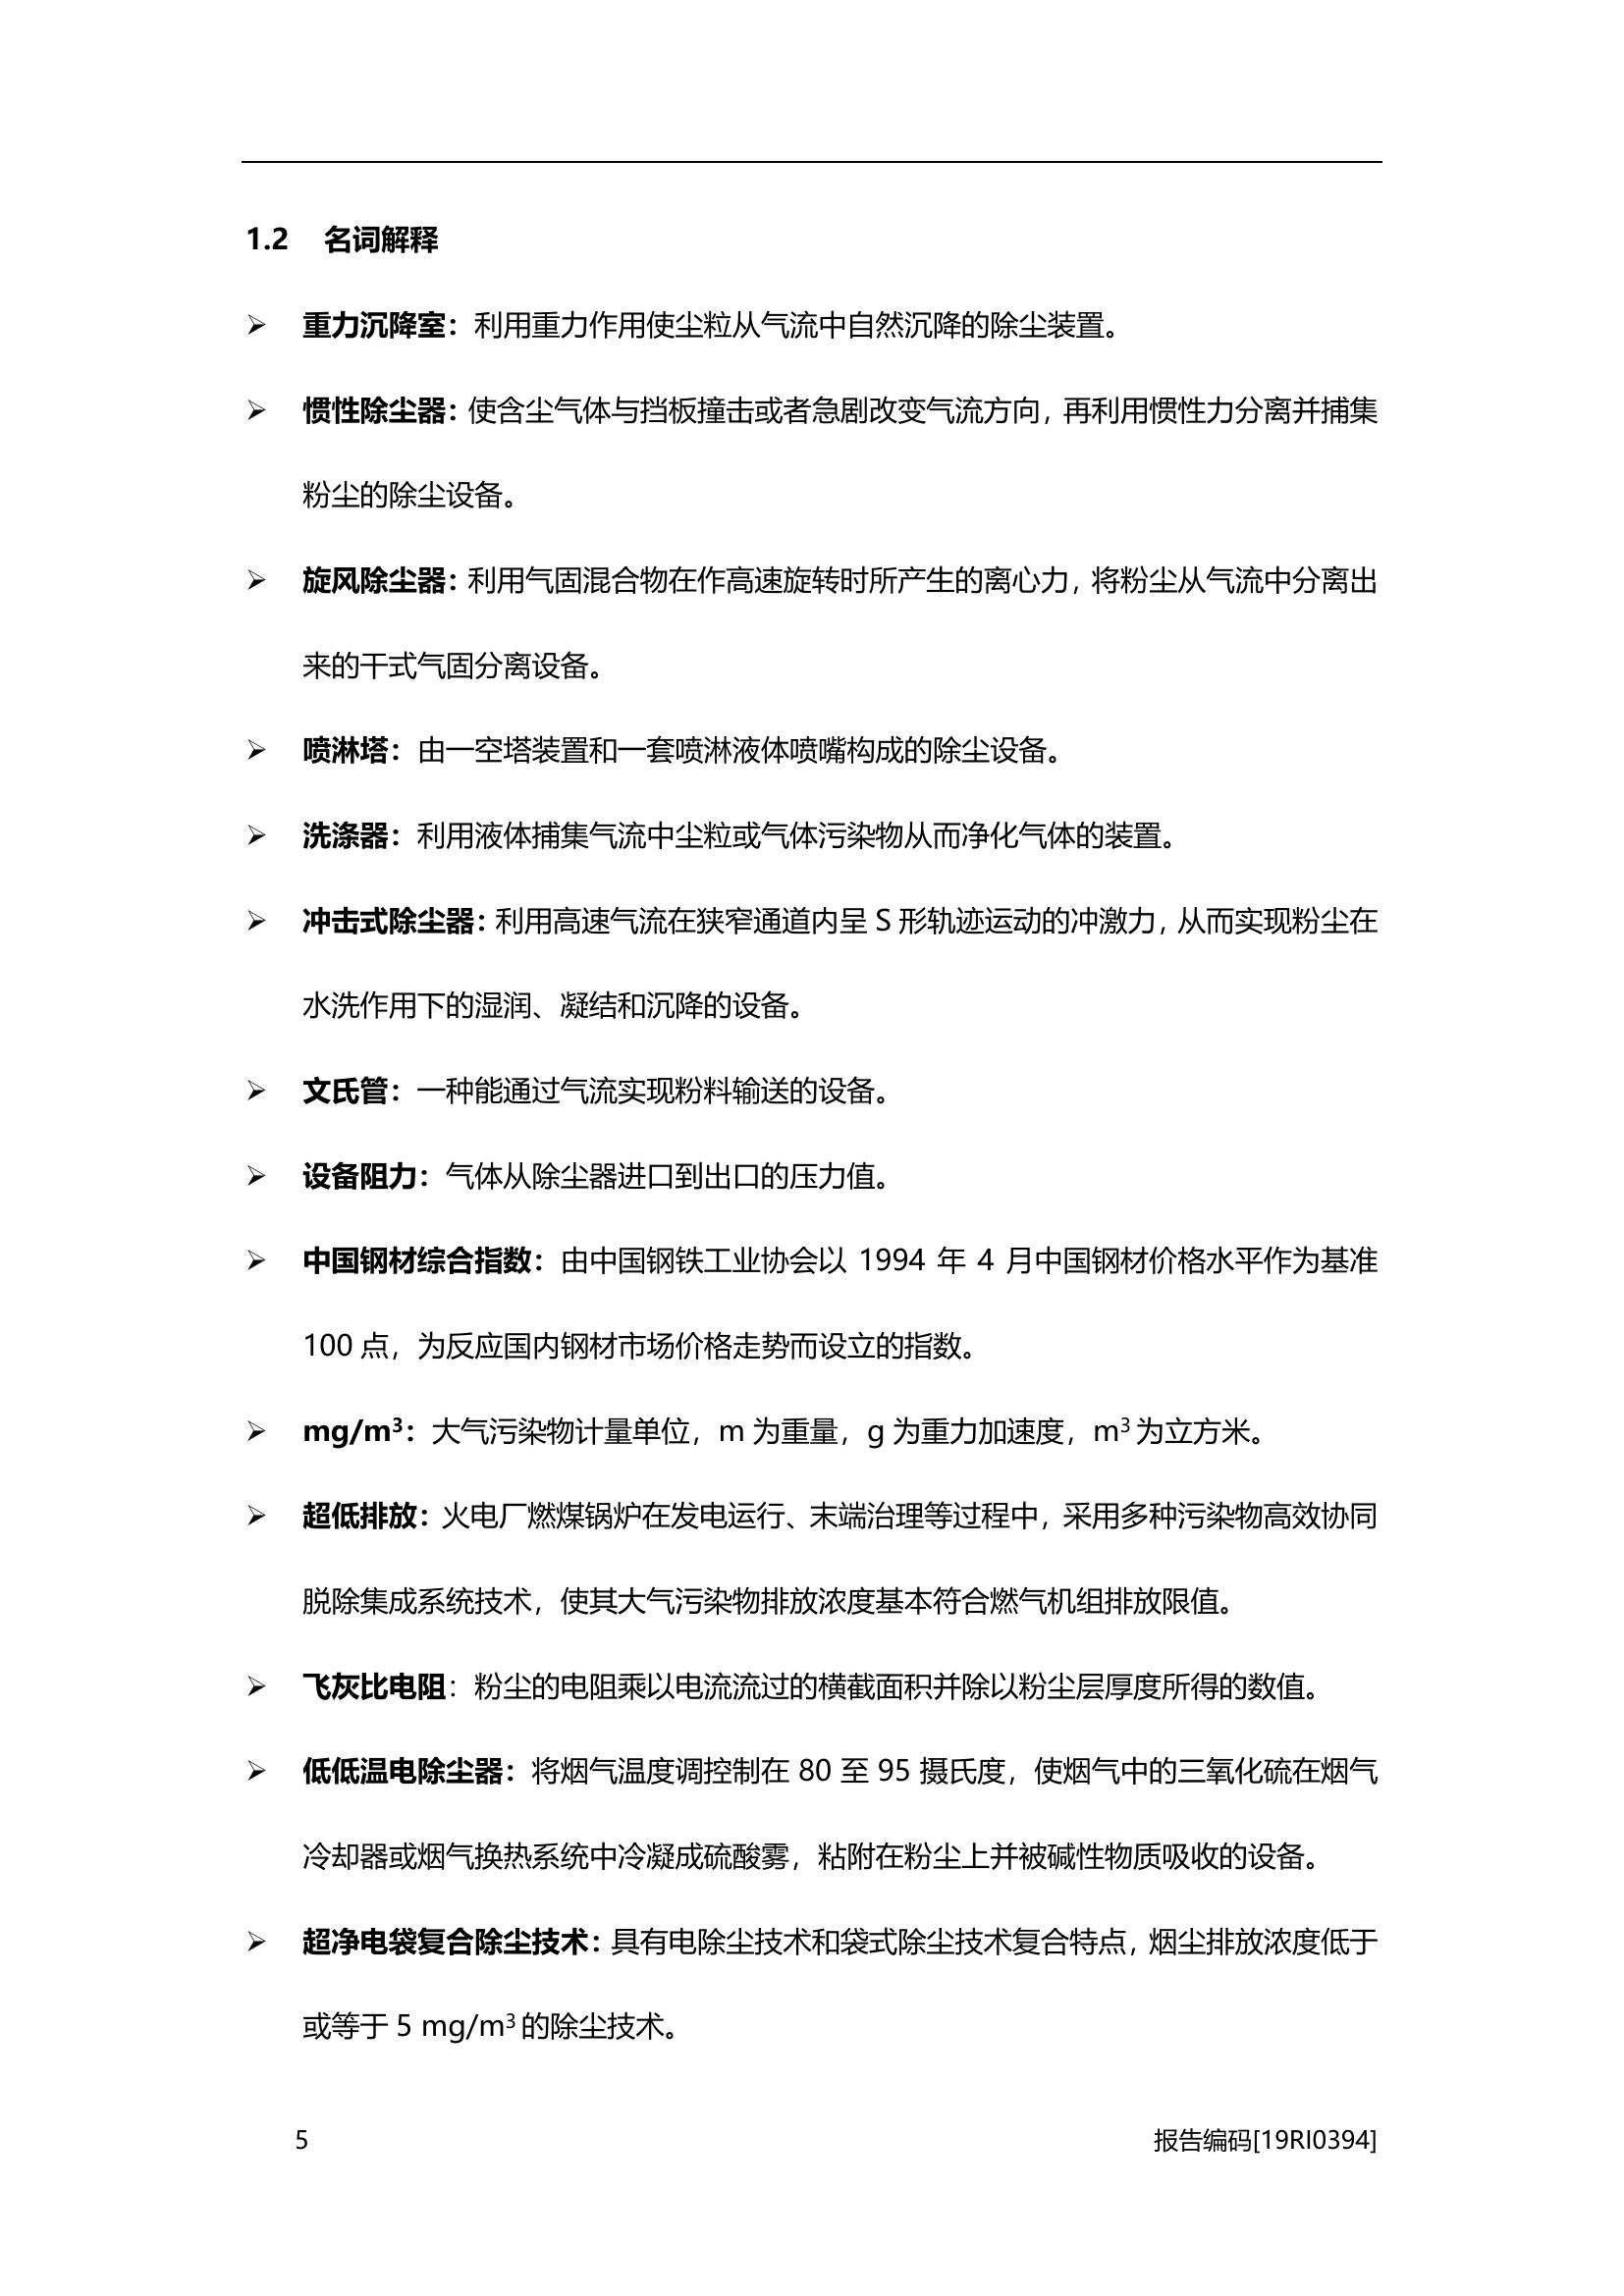 1.2 名词解释
➢ 重力沉降室：利用重力作用使尘粒从气流中自然沉降的除尘装置。
➢ 惯性除尘器：使含尘气体与挡板撞击或者急剧改变气流方向，再利用惯性力分离并捕集
粉尘的除尘设备。
➢ 旋风除尘器：利用气固混合物在作高速旋转时所产生的离心力，将粉尘从气流中分离出
来的干式气固分离设备。
➢ 喷淋塔：由一空塔装置和一套喷淋液体喷嘴构成的除尘设备。
➢ 洗涤器：利用液体捕集气流中尘粒或气体污染物从而净化气体的装置。
➢ 冲击式除尘器：利用高速气流在狭窄通道内呈 S 形轨迹运动的冲激力，从而实现粉尘在
水洗作用下的湿润、凝结和沉降的设备。
➢ 文氏管：一种能通过气流实现粉料输送的设备。
➢ 设备阻力：气体从除尘器进口到出口的压力值。
➢ 中国钢材综合指数：由中国钢铁工业协会以 1994 年 4 月中国钢材价格水平作为基准
100 点，为反应国内钢材市场价格走势而设立的指数。
➢ mg/m³：大气污染物计量单位，m 为重量，g 为重力加速度，m³ 为立方米。
➢ 超低排放：火电厂燃煤锅炉在发电运行、末端治理等过程中，采用多种污染物高效协同
脱除集成系统技术，使其大气污染物排放浓度基本符合燃气机组排放限值。
➢ 飞灰比电阻：粉尘的电阻乘以电流流过的横截面积并除以粉尘层厚度所得的数值。
➢ 低低温电除尘器：将烟气温度调控制在 80 至 95 摄氏度，使烟气中的三氧化硫在烟气
冷却器或烟气换热系统中冷凝成硫酸雾，粘附在粉尘上并被碱性物质吸收的设备。
➢ 超净电袋复合除尘技术：具有电除尘技术和袋式除尘技术复合特点，烟尘排放浓度低于
或等于 5 mg/m³ 的除尘技术。
5 报告编码[19RI0394]